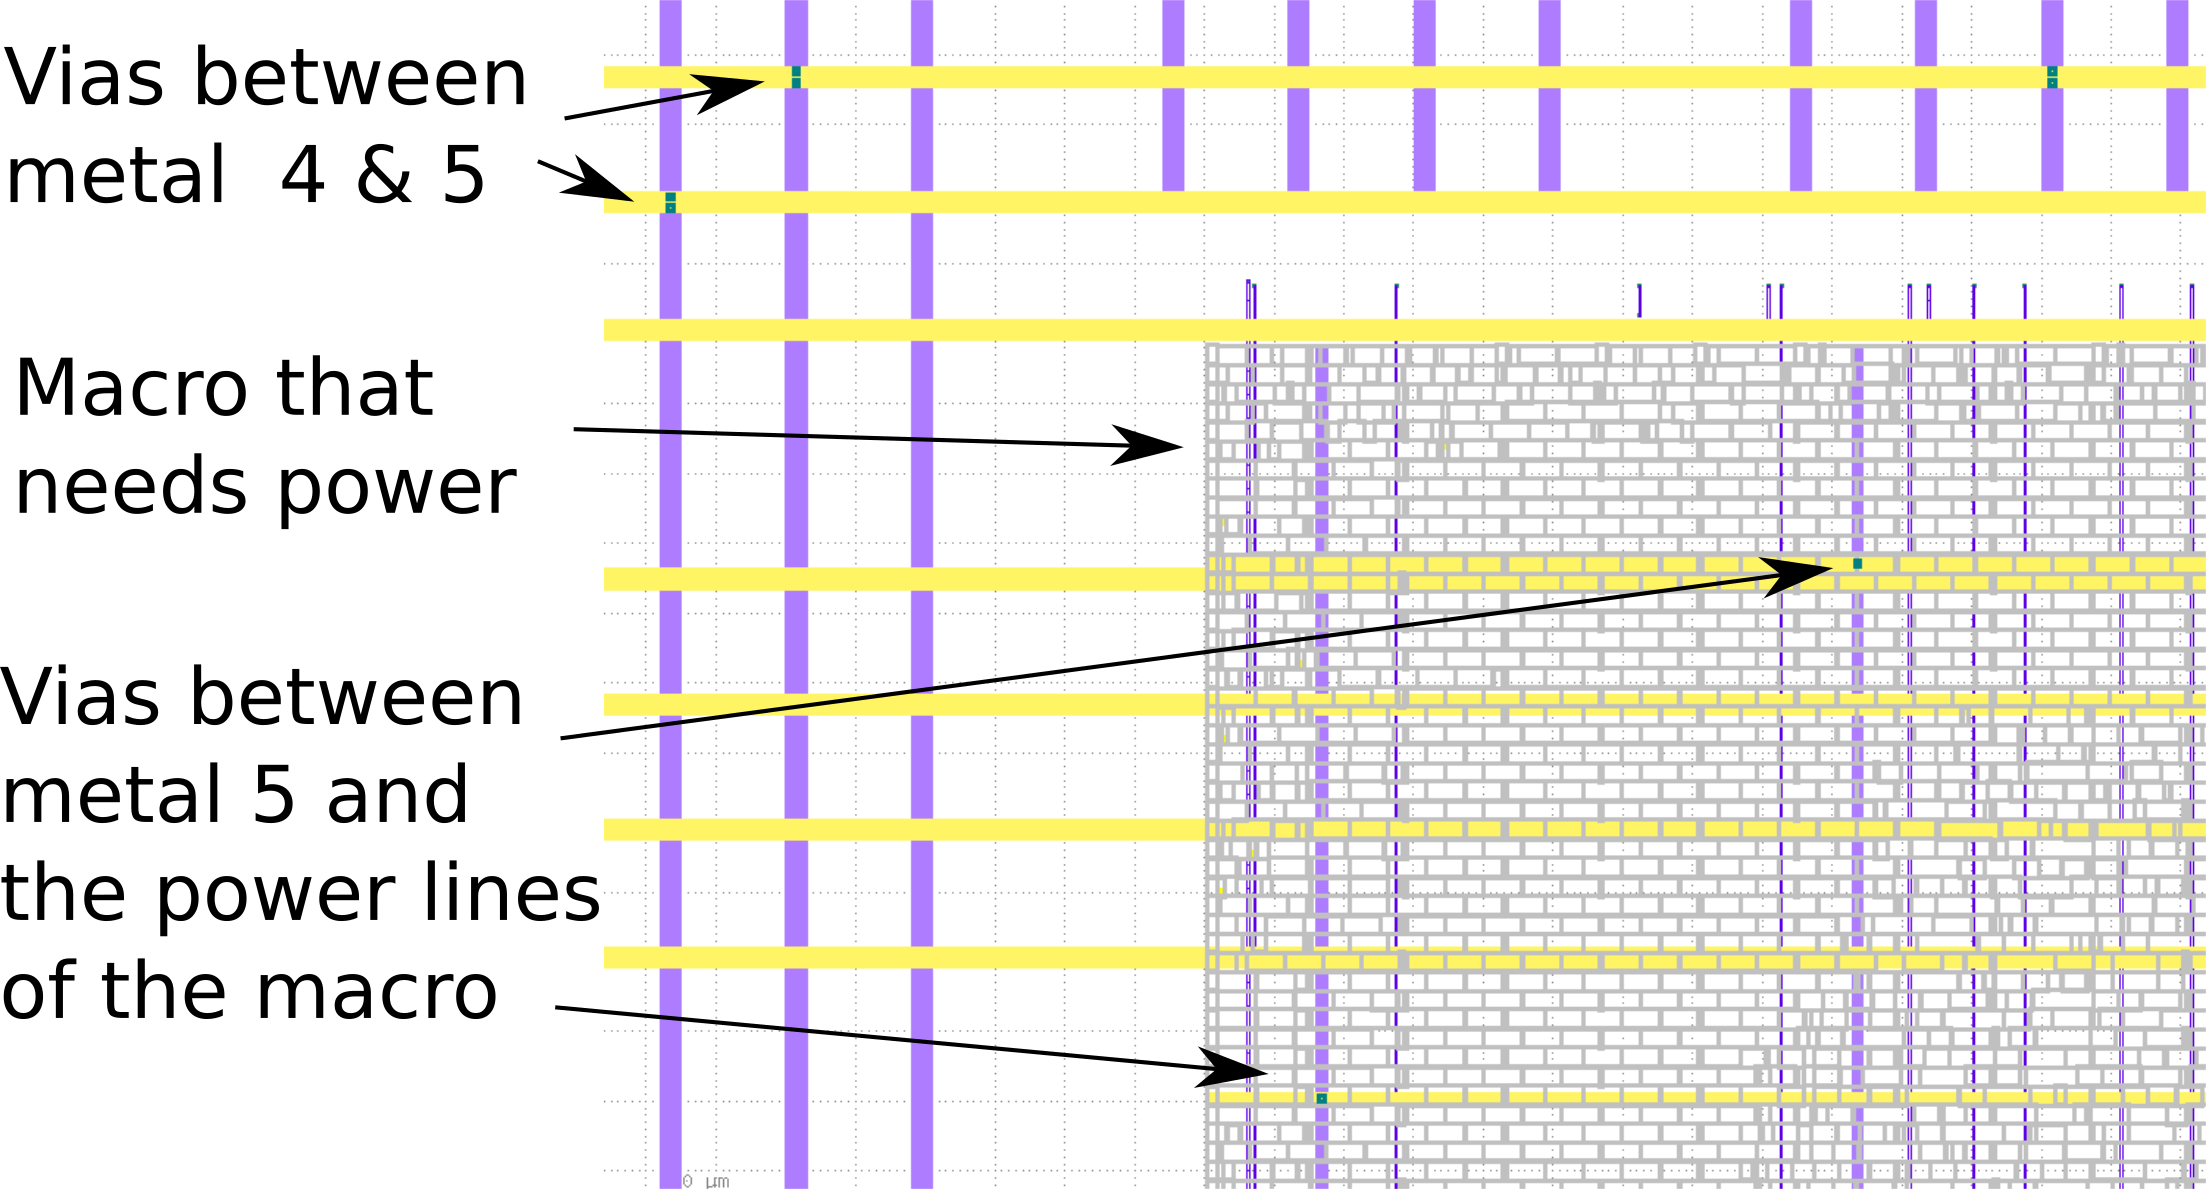 Vias between
metal 4 & 5
Macro that
needs power
Vias between
metal 5 and
the power lines
of the macro
0 µm